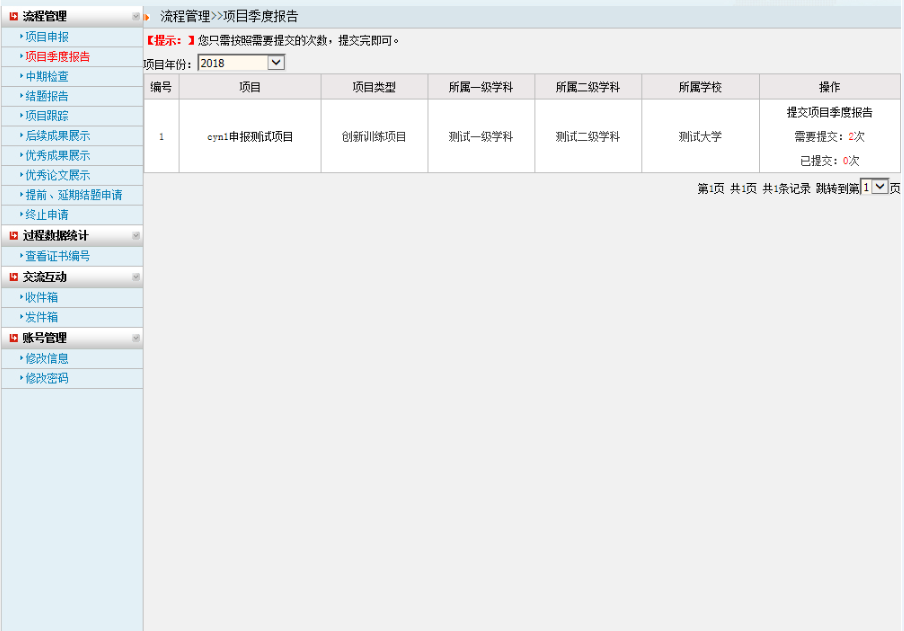 流程管理
项目申报
项目季度报告
中期检查
结题报告
项目跟踪
后续成果展示
优秀成果展示
优秀论文展示
提前、延期结题申请
终止申请
过程数据统计
查看证书编号
交流互动
收件箱
发件箱
账号管理
修改信息
修改密码
流程管理>>项目季度报告
【提示：】您只需按照需要提交的次数，提交完即可。
项目年份：2018
编号 项目 项目类型 所属一级学科 所属二级学科 所属学校 操作
1 cyn1申报测试项目 创新训练项目 测试一级学科 测试二级学科 测试大学 提交项目季度报告
需要提交：2次
已提交：0次
第1页 共1页 共1条记录 跳转到第1页